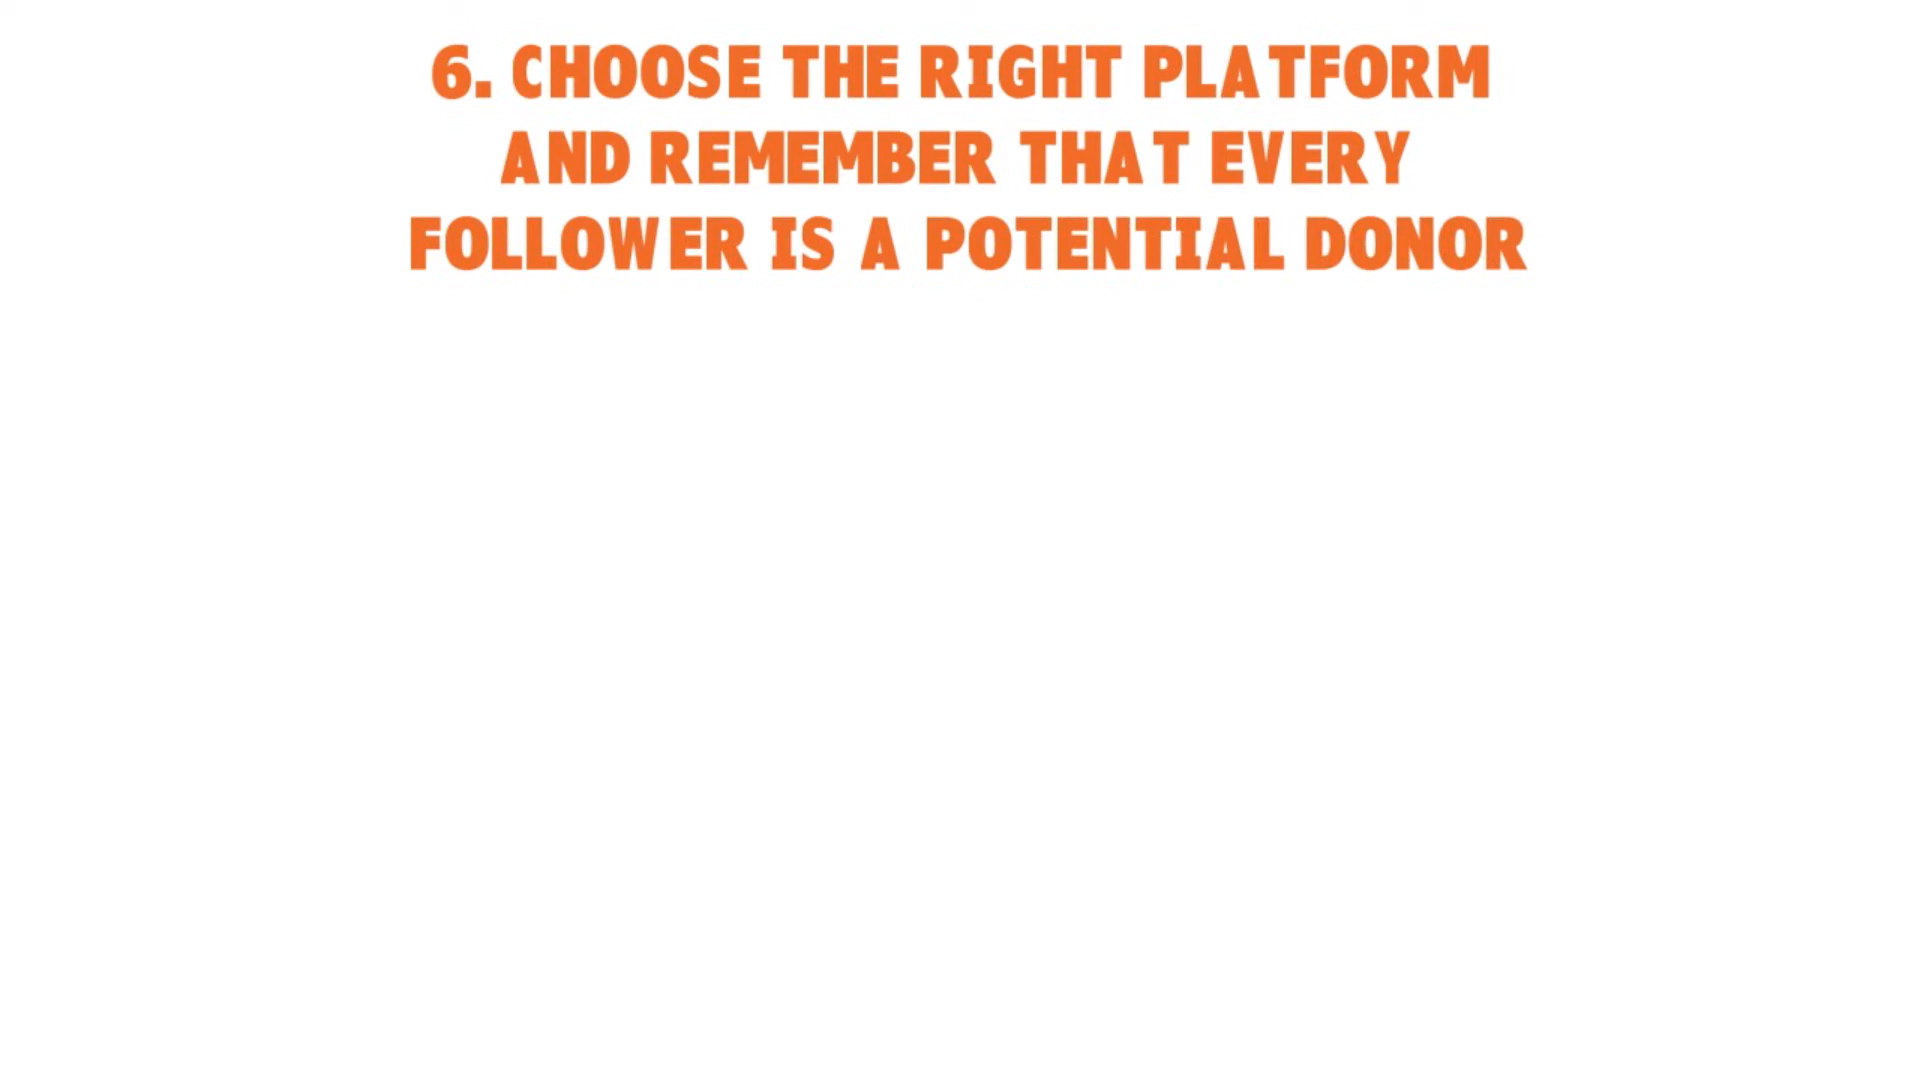 6. CHOOSE THE RIGHT PLATFORM
AND REMEMBER THAT EVERY
FOLLOWER IS A POTENTIAL DONOR